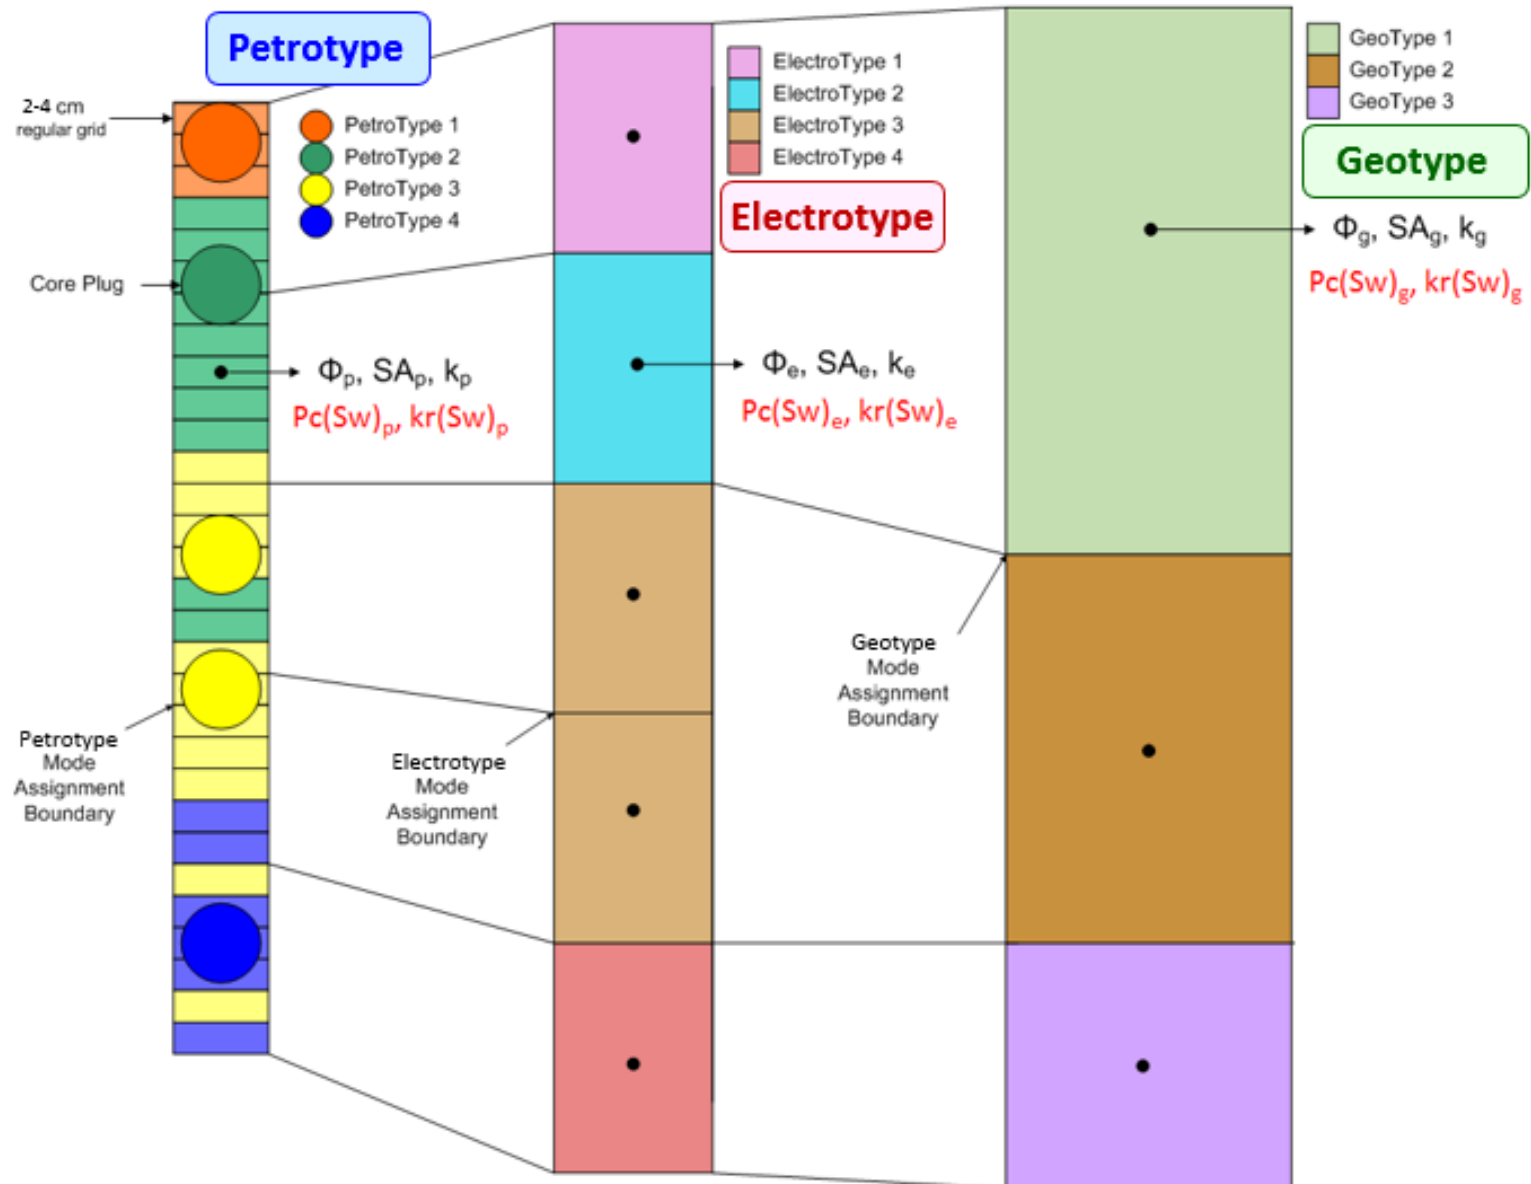 Petrotype
2-4 cm
regular grid
PetroType 1
PetroType 2
PetroType 3
PetroType 4
Core Plug
Φp, SAp, kp
Pc(Sw)p, kr(Sw)p
Petrotype
Mode
Assignment
Boundary
ElectroType 1
ElectroType 2
ElectroType 3
ElectroType 4
Electrotype
Φe, SAe, ke
Pc(Sw)e, kr(Sw)e
Electrotype
Mode
Assignment
Boundary
GeoType 1
GeoType 2
GeoType 3
Geotype
Φg, SAg, kg
Pc(Sw)g, kr(Sw)g
Geotype
Mode
Assignment
Boundary